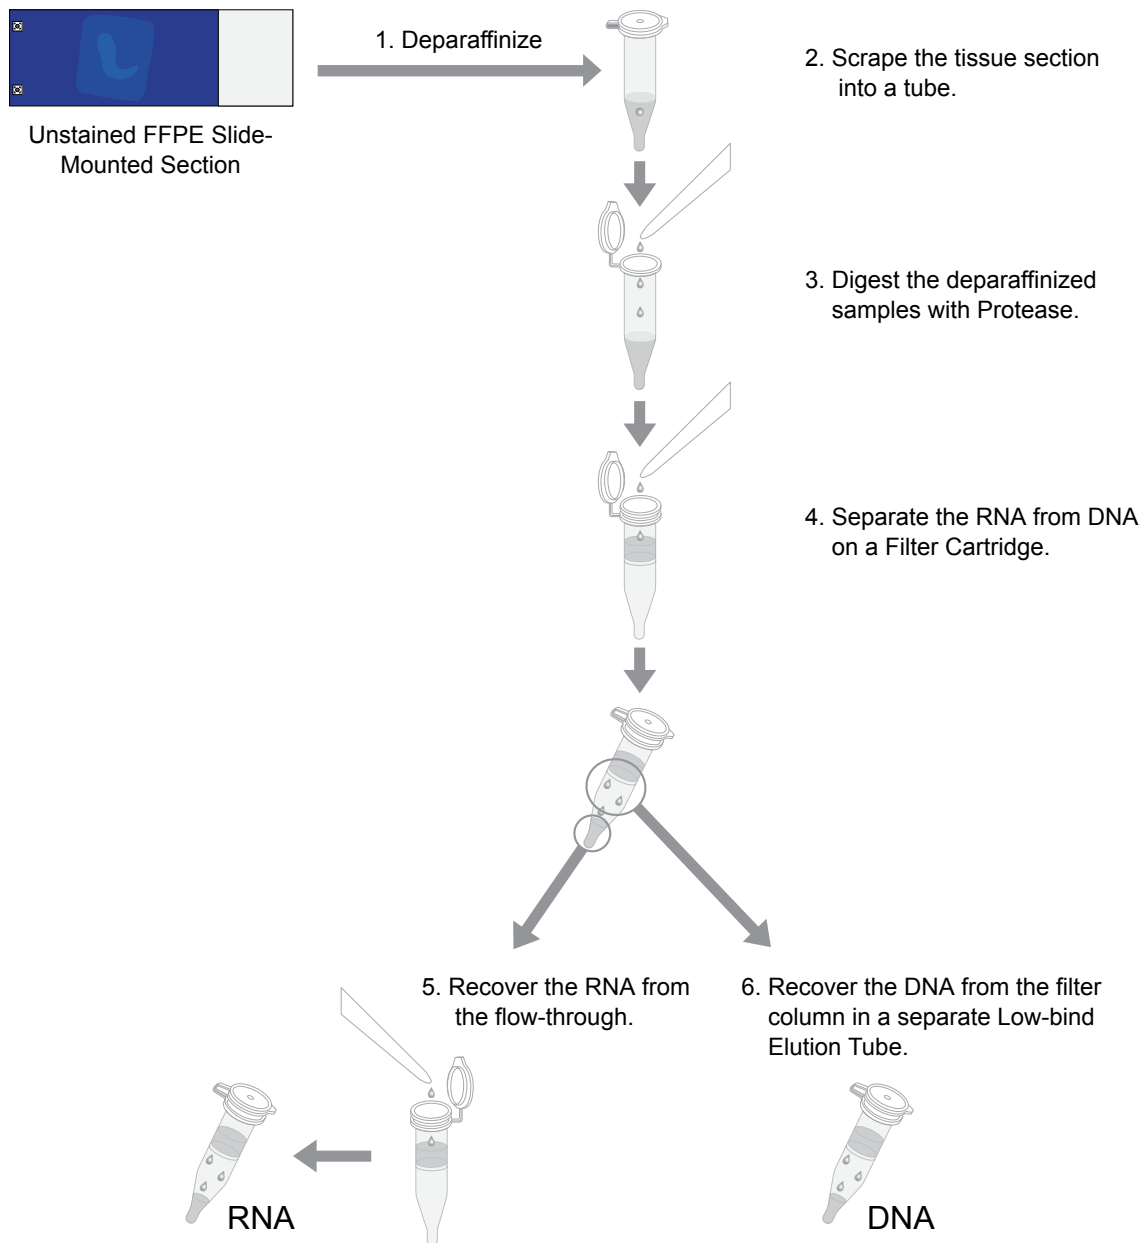 1. Deparaffinize
Unstained FFPE Slide-
Mounted Section
2. Scrape the tissue section
into a tube.
3. Digest the deparaffinized
samples with Protease.
4. Separate the RNA from DNA
on a Filter Cartridge.
5. Recover the RNA from
the flow-through.
6. Recover the DNA from the filter
column in a separate Low-bind
Elution Tube.
RNA
DNA